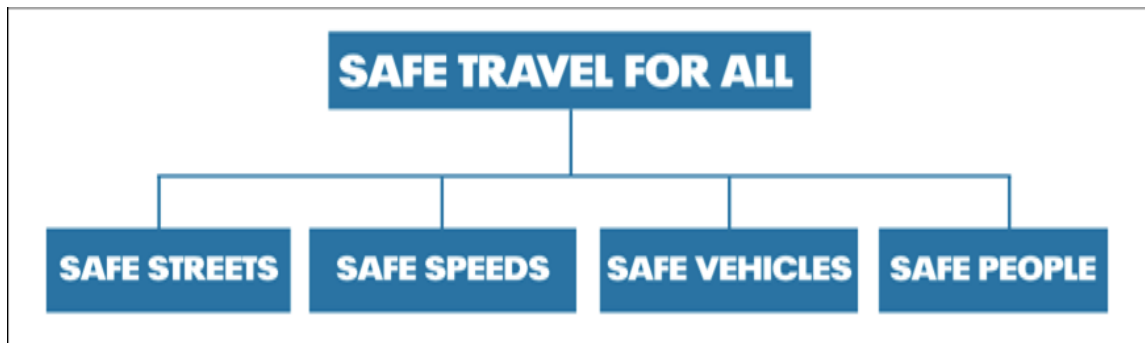 SAFE TRAVEL FOR ALL
SAFE STREETS
SAFE SPEEDS
SAFE VEHICLES
SAFE PEOPLE